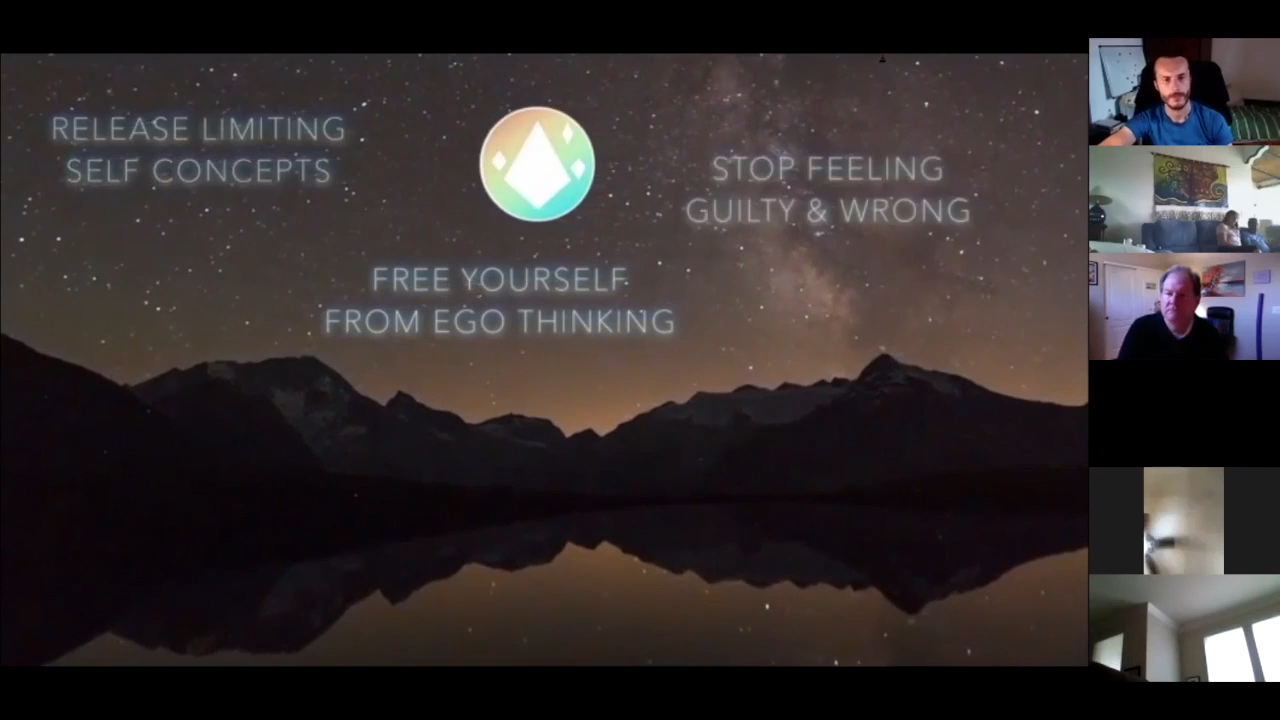 RELEASE LIMITING
SELF CONCEPTS
STOP FEELING
GUILTY & WRONG
FREE YOURSELF
FROM EGO THINKING